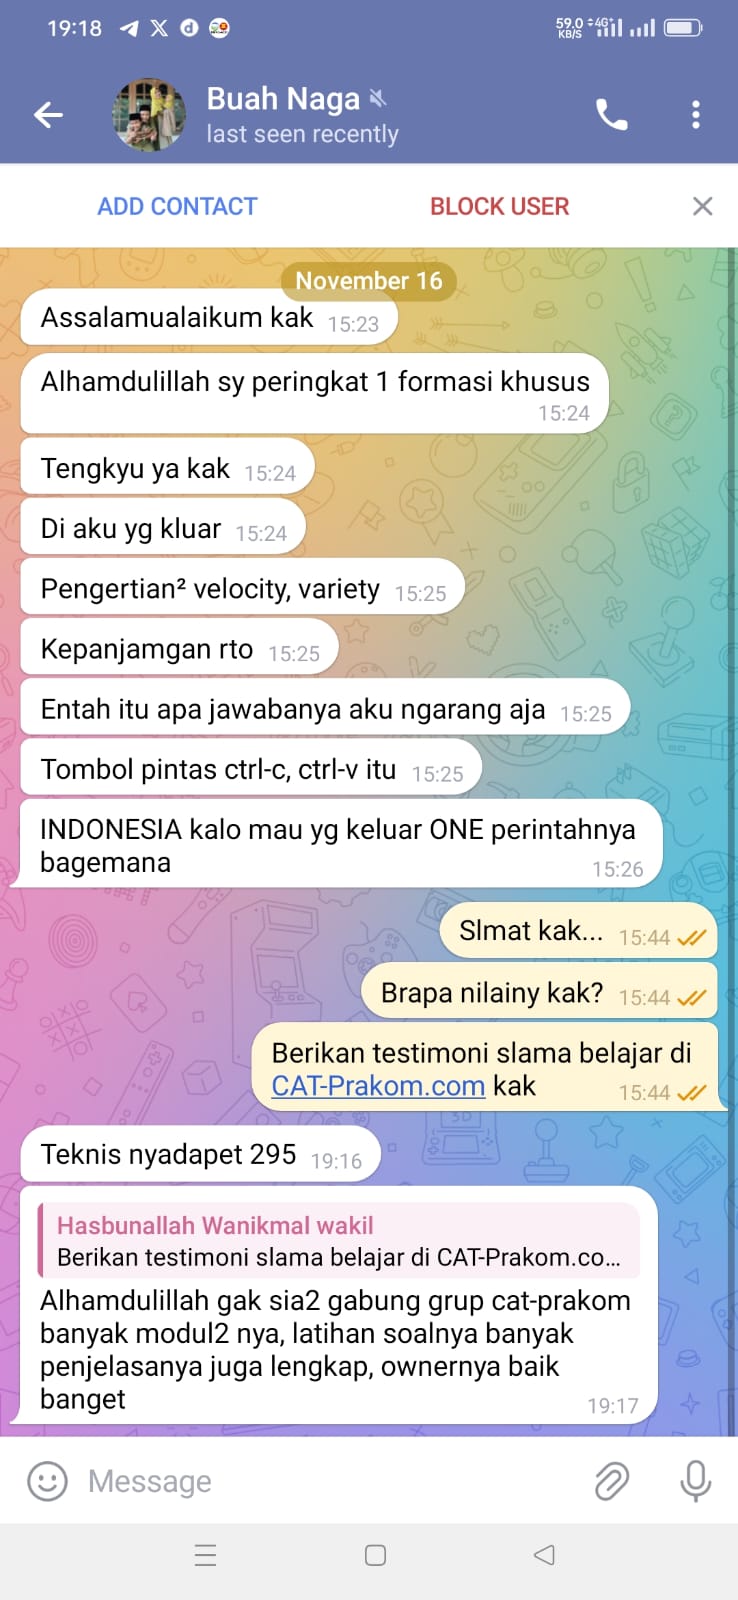 19:18
59.0
KB/S
4G
Buah Naga
last seen recently
ADD CONTACT
BLOCK USER
November 16
Assalamualaikum kak 15:23
Alhamdulillah sy peringkat 1 formasi khusus
15:24
Tengkyu ya kak 15:24
Di aku yg kluar 15:24
Pengertian² velocity, variety 15:25
Kepanjamgan rto 15:25
Entah itu apa jawabanya aku ngarang aja 15:25
Tombol pintas ctrl-c, ctrl-v itu 15:25
INDONESIA kalo mau yg keluar ONE perintahnya
bagemana 15:26
Slmat kak... 15:44
Brapa nilainy kak? 15:44
Berikan testimoni slama belajar di
CAT-Prakom.com kak 15:44
Teknis nyadapet 295 19:16
Hasbunallah Wanikmal wakil
Berikan testimoni slama belajar di CAT-Prakom.co...
Alhamdulillah gak sia2 gabung grup cat-prakom
banyak modul2 nya, latihan soalnya banyak
penjelasanya juga lengkap, ownernya baik
banget 19:17
Message